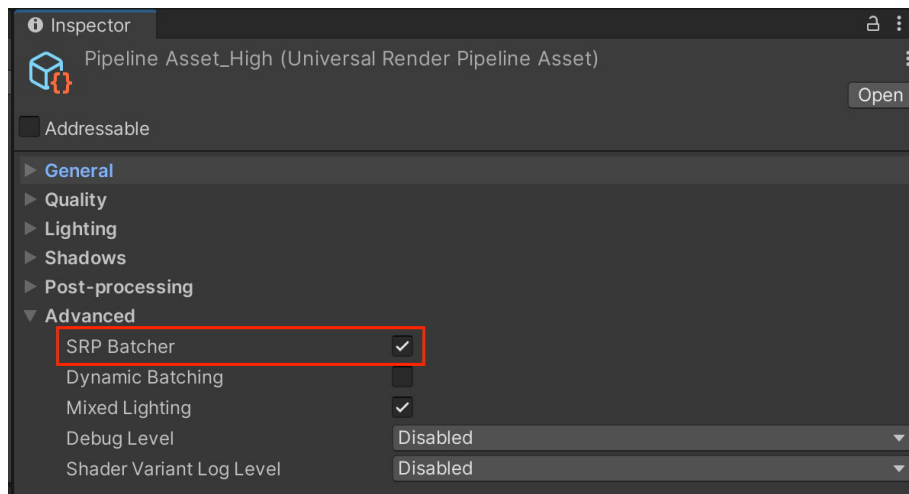 Inspector
Pipeline Asset_High (Universal Render Pipeline Asset)
Open
Addressable
General
Quality
Lighting
Shadows
Post-processing
Advanced
SRP Batcher
Dynamic Batching
Mixed Lighting
Debug Level Disabled
Shader Variant Log Level Disabled